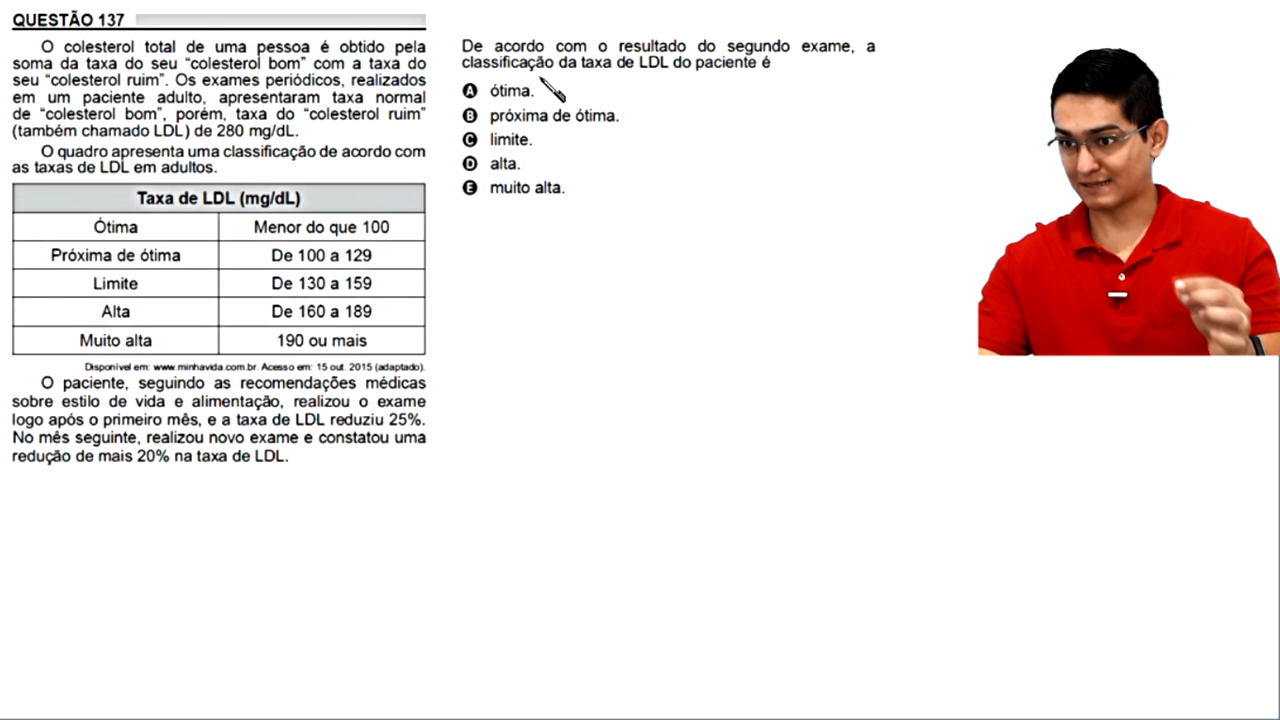 QUESTÃO 137
O colesterol total de uma pessoa é obtido pela
soma da taxa do seu “colesterol bom” com a taxa do
seu “colesterol ruim”. Os exames periódicos, realizados
em um paciente adulto, apresentaram taxa normal
de “colesterol bom”, porém, taxa do “colesterol ruim”
(também chamado LDL) de 280 mg/dL.
O quadro apresenta uma classificação de acordo com
as taxas de LDL em adultos.
Taxa de LDL (mg/dL)
Ótima Menor do que 100
Próxima de ótima De 100 a 129
Limite De 130 a 159
Alta De 160 a 189
Muito alta 190 ou mais
Disponível em: www.minhavida.com.br. Acesso em: 15 out. 2015 (adaptado).
O paciente, seguindo as recomendações médicas
sobre estilo de vida e alimentação, realizou o exame
logo após o primeiro mês, e a taxa de LDL reduziu 25%.
No mês seguinte, realizou novo exame e constatou uma
redução de mais 20% na taxa de LDL.
De acordo com o resultado do segundo exame, a
classificação da taxa de LDL do paciente é
A ótima.
B próxima de ótima.
C limite.
D alta.
E muito alta.